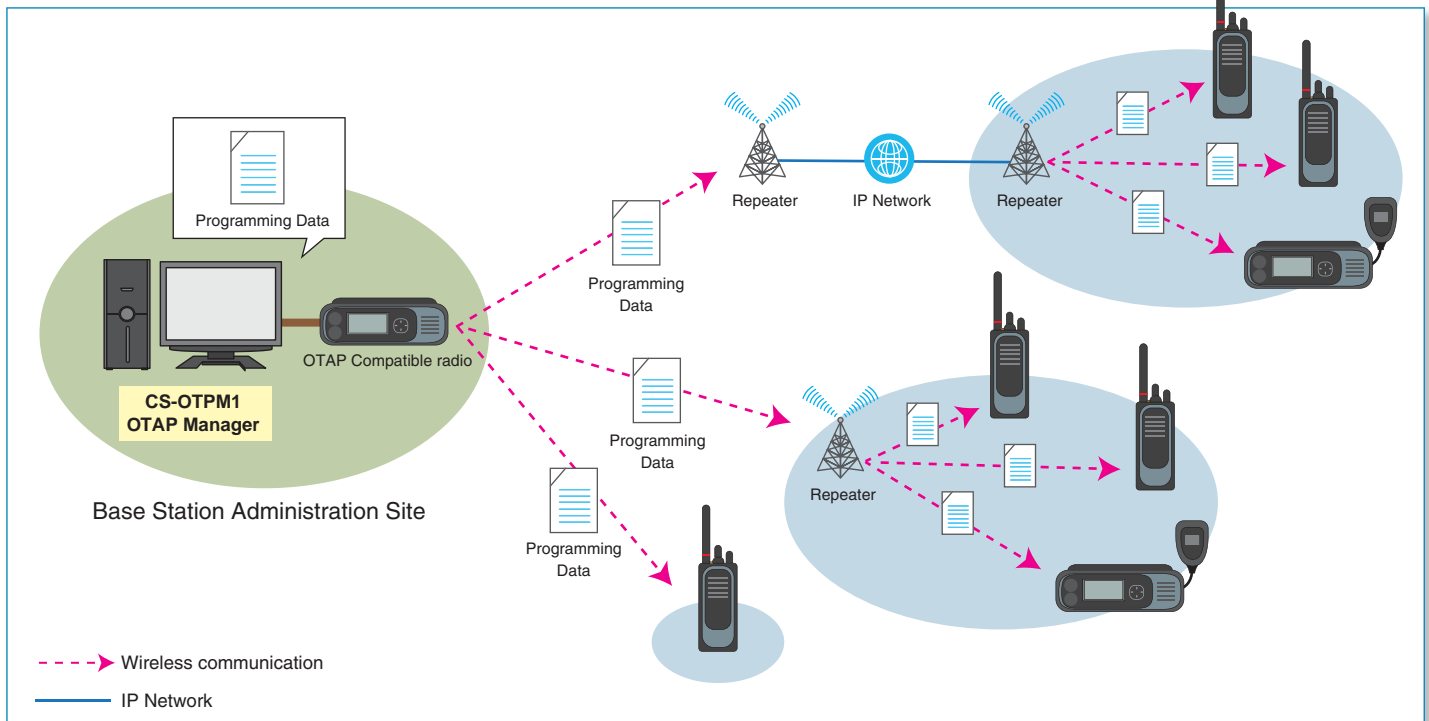 Programming Data
OTAP Compatible radio
CS-OTPM1
OTAP Manager
Base Station Administration Site
Programming
Data
Repeater
IP Network
Repeater
Programming
Data
Repeater
Programming
Data
Wireless communication
IP Network